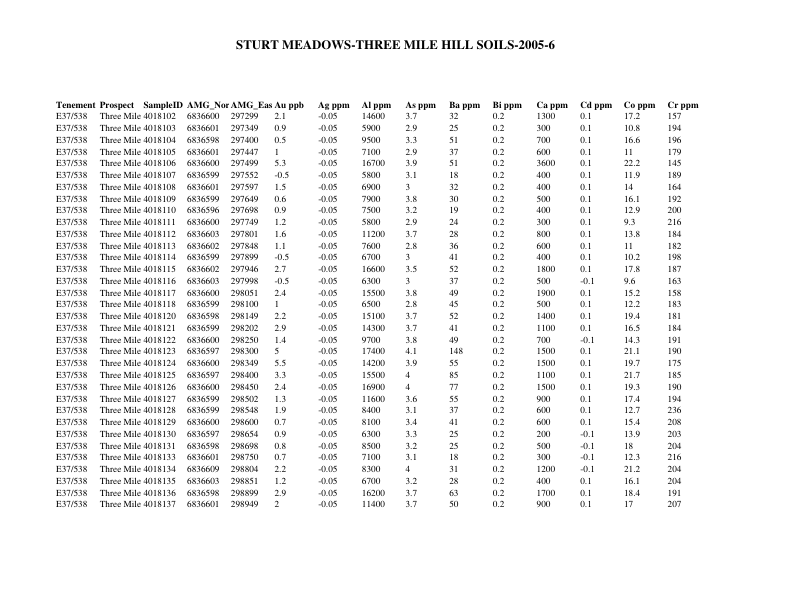 STURT MEADOWS-THREE MILE HILL SOILS-2005-6
Tenement Prospect SampleID AMG_Nor AMG_Eas Au ppb Ag ppm Al ppm As ppm Ba ppm Bi ppm Ca ppm Cd ppm Co ppm Cr ppm
E37/538 Three Mile 4018102 6836600 297299 2.1 -0.05 14600 3.7 32 0.2 1300 0.1 17.2 157
E37/538 Three Mile 4018103 6836601 297349 0.9 -0.05 5900 2.9 25 0.2 300 0.1 10.8 194
E37/538 Three Mile 4018104 6836598 297400 0.5 -0.05 9500 3.3 51 0.2 700 0.1 16.6 196
E37/538 Three Mile 4018105 6836601 297447 1 -0.05 7100 2.9 37 0.2 600 0.1 11 179
E37/538 Three Mile 4018106 6836600 297499 5.3 -0.05 16700 3.9 51 0.2 3600 0.1 22.2 145
E37/538 Three Mile 4018107 6836599 297552 -0.5 -0.05 5800 3.1 18 0.2 400 0.1 11.9 189
E37/538 Three Mile 4018108 6836601 297597 1.5 -0.05 6900 3 32 0.2 400 0.1 14 164
E37/538 Three Mile 4018109 6836599 297649 0.6 -0.05 7900 3.8 30 0.2 500 0.1 16.1 192
E37/538 Three Mile 4018110 6836596 297698 0.9 -0.05 7500 3.2 19 0.2 400 0.1 12.9 200
E37/538 Three Mile 4018111 6836600 297749 1.2 -0.05 5800 2.9 24 0.2 300 0.1 9.3 216
E37/538 Three Mile 4018112 6836603 297801 1.6 -0.05 11200 3.7 28 0.2 800 0.1 13.8 184
E37/538 Three Mile 4018113 6836602 297848 1.1 -0.05 7600 2.8 36 0.2 600 0.1 11 182
E37/538 Three Mile 4018114 6836599 297899 -0.5 -0.05 6700 3 41 0.2 400 0.1 10.2 198
E37/538 Three Mile 4018115 6836602 297946 2.7 -0.05 16600 3.5 52 0.2 1800 0.1 17.8 187
E37/538 Three Mile 4018116 6836603 297998 -0.5 -0.05 6300 3 37 0.2 500 -0.1 9.6 163
E37/538 Three Mile 4018117 6836600 298051 2.4 -0.05 15500 3.8 49 0.2 1900 0.1 15.2 158
E37/538 Three Mile 4018118 6836599 298100 1 -0.05 6500 2.8 45 0.2 500 0.1 12.2 183
E37/538 Three Mile 4018120 6836598 298149 2.2 -0.05 15100 3.7 52 0.2 1400 0.1 19.4 181
E37/538 Three Mile 4018121 6836599 298202 2.9 -0.05 14300 3.7 41 0.2 1100 0.1 16.5 184
E37/538 Three Mile 4018122 6836600 298250 1.4 -0.05 9700 3.8 49 0.2 700 -0.1 14.3 191
E37/538 Three Mile 4018123 6836597 298300 5 -0.05 17400 4.1 148 0.2 1500 0.1 21.1 190
E37/538 Three Mile 4018124 6836600 298349 5.5 -0.05 14200 3.9 55 0.2 1500 0.1 19.7 175
E37/538 Three Mile 4018125 6836597 298400 3.3 -0.05 15500 4 85 0.2 1100 0.1 21.7 185
E37/538 Three Mile 4018126 6836600 298450 2.4 -0.05 16900 4 77 0.2 1500 0.1 19.3 190
E37/538 Three Mile 4018127 6836599 298502 1.3 -0.05 11600 3.6 55 0.2 900 0.1 17.4 194
E37/538 Three Mile 4018128 6836599 298548 1.9 -0.05 8400 3.1 37 0.2 600 0.1 12.7 236
E37/538 Three Mile 4018129 6836600 298600 0.7 -0.05 8100 3.4 41 0.2 600 0.1 15.4 208
E37/538 Three Mile 4018130 6836597 298654 0.9 -0.05 6300 3.3 25 0.2 200 -0.1 13.9 203
E37/538 Three Mile 4018131 6836598 298698 0.8 -0.05 8500 3.2 25 0.2 500 -0.1 18 204
E37/538 Three Mile 4018133 6836601 298750 0.7 -0.05 7100 3.1 18 0.2 300 -0.1 12.3 216
E37/538 Three Mile 4018134 6836609 298804 2.2 -0.05 8300 4 31 0.2 1200 -0.1 21.2 204
E37/538 Three Mile 4018135 6836603 298851 1.2 -0.05 6700 3.2 28 0.2 400 0.1 16.1 204
E37/538 Three Mile 4018136 6836598 298899 2.9 -0.05 16200 3.7 63 0.2 1700 0.1 18.4 191
E37/538 Three Mile 4018137 6836601 298949 2 -0.05 11400 3.7 50 0.2 900 0.1 17 207